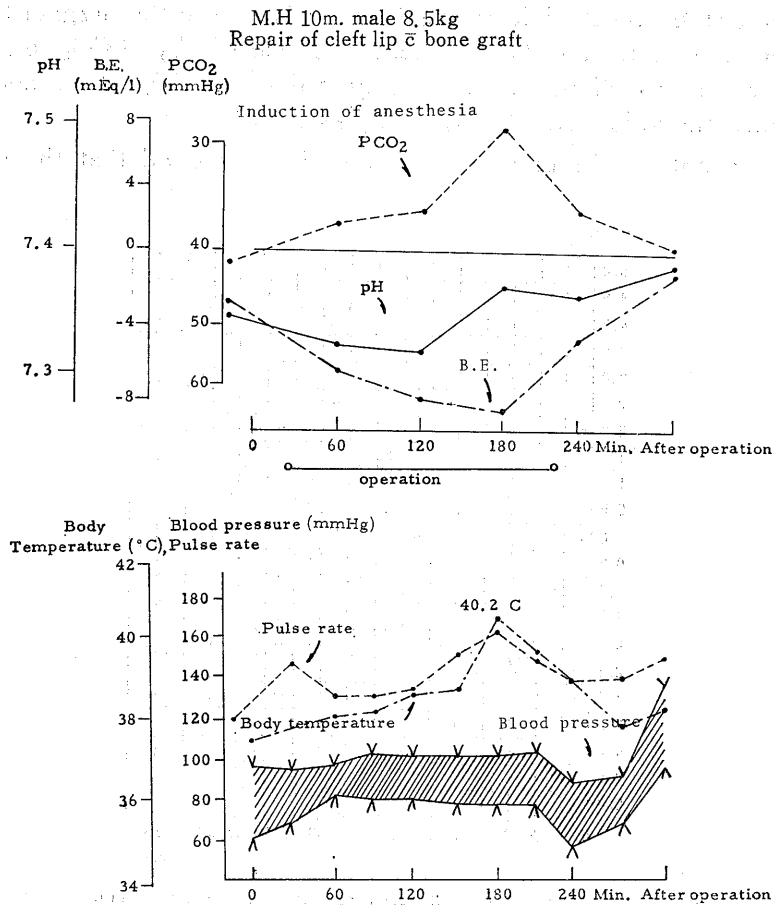 M.H 10m. male 8.5kg
Repair of cleft lip c̄ bone graft
pH B.E. PCO2
(mEq/l) (mmHg)
Induction of anesthesia
7.5 8 30
PCO2
4
7.4 0 40
pH
-4 50
B.E.
7.3 60
-8
0 60 120 180 240 Min. After operation
operation
Body Blood pressure (mmHg)
Temperature (°C), Pulse rate
42
180 40.2 C
40 160 Pulse rate
140
38 120 Body temperature Blood pressure
100
36 80
60
34
0 60 120 180 240 Min. After operation